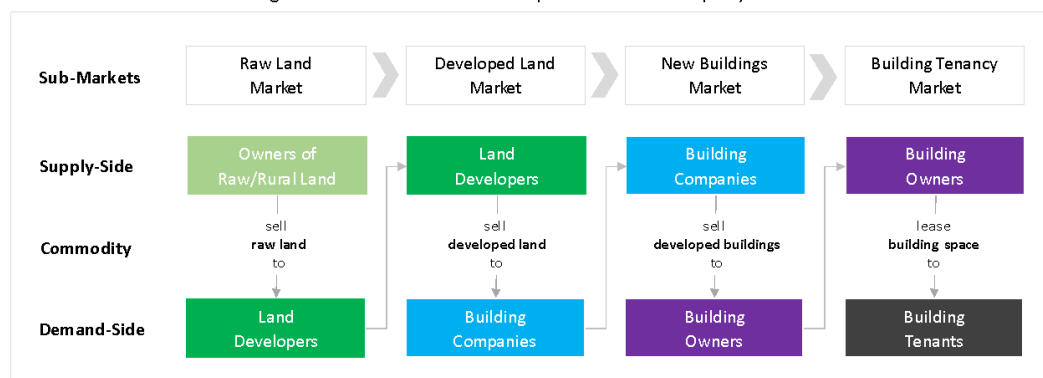 Sub-Markets
Raw Land
Market
Developed Land
Market
New Buildings
Market
Building Tenancy
Market
Supply-Side
Owners of
Raw/Rural Land
Land
Developers
Building
Companies
Building
Owners
Commodity
sell
raw land
to
sell
developed land
to
sell
developed buildings
to
lease
building space
to
Demand-Side
Land
Developers
Building
Companies
Building
Owners
Building
Tenants